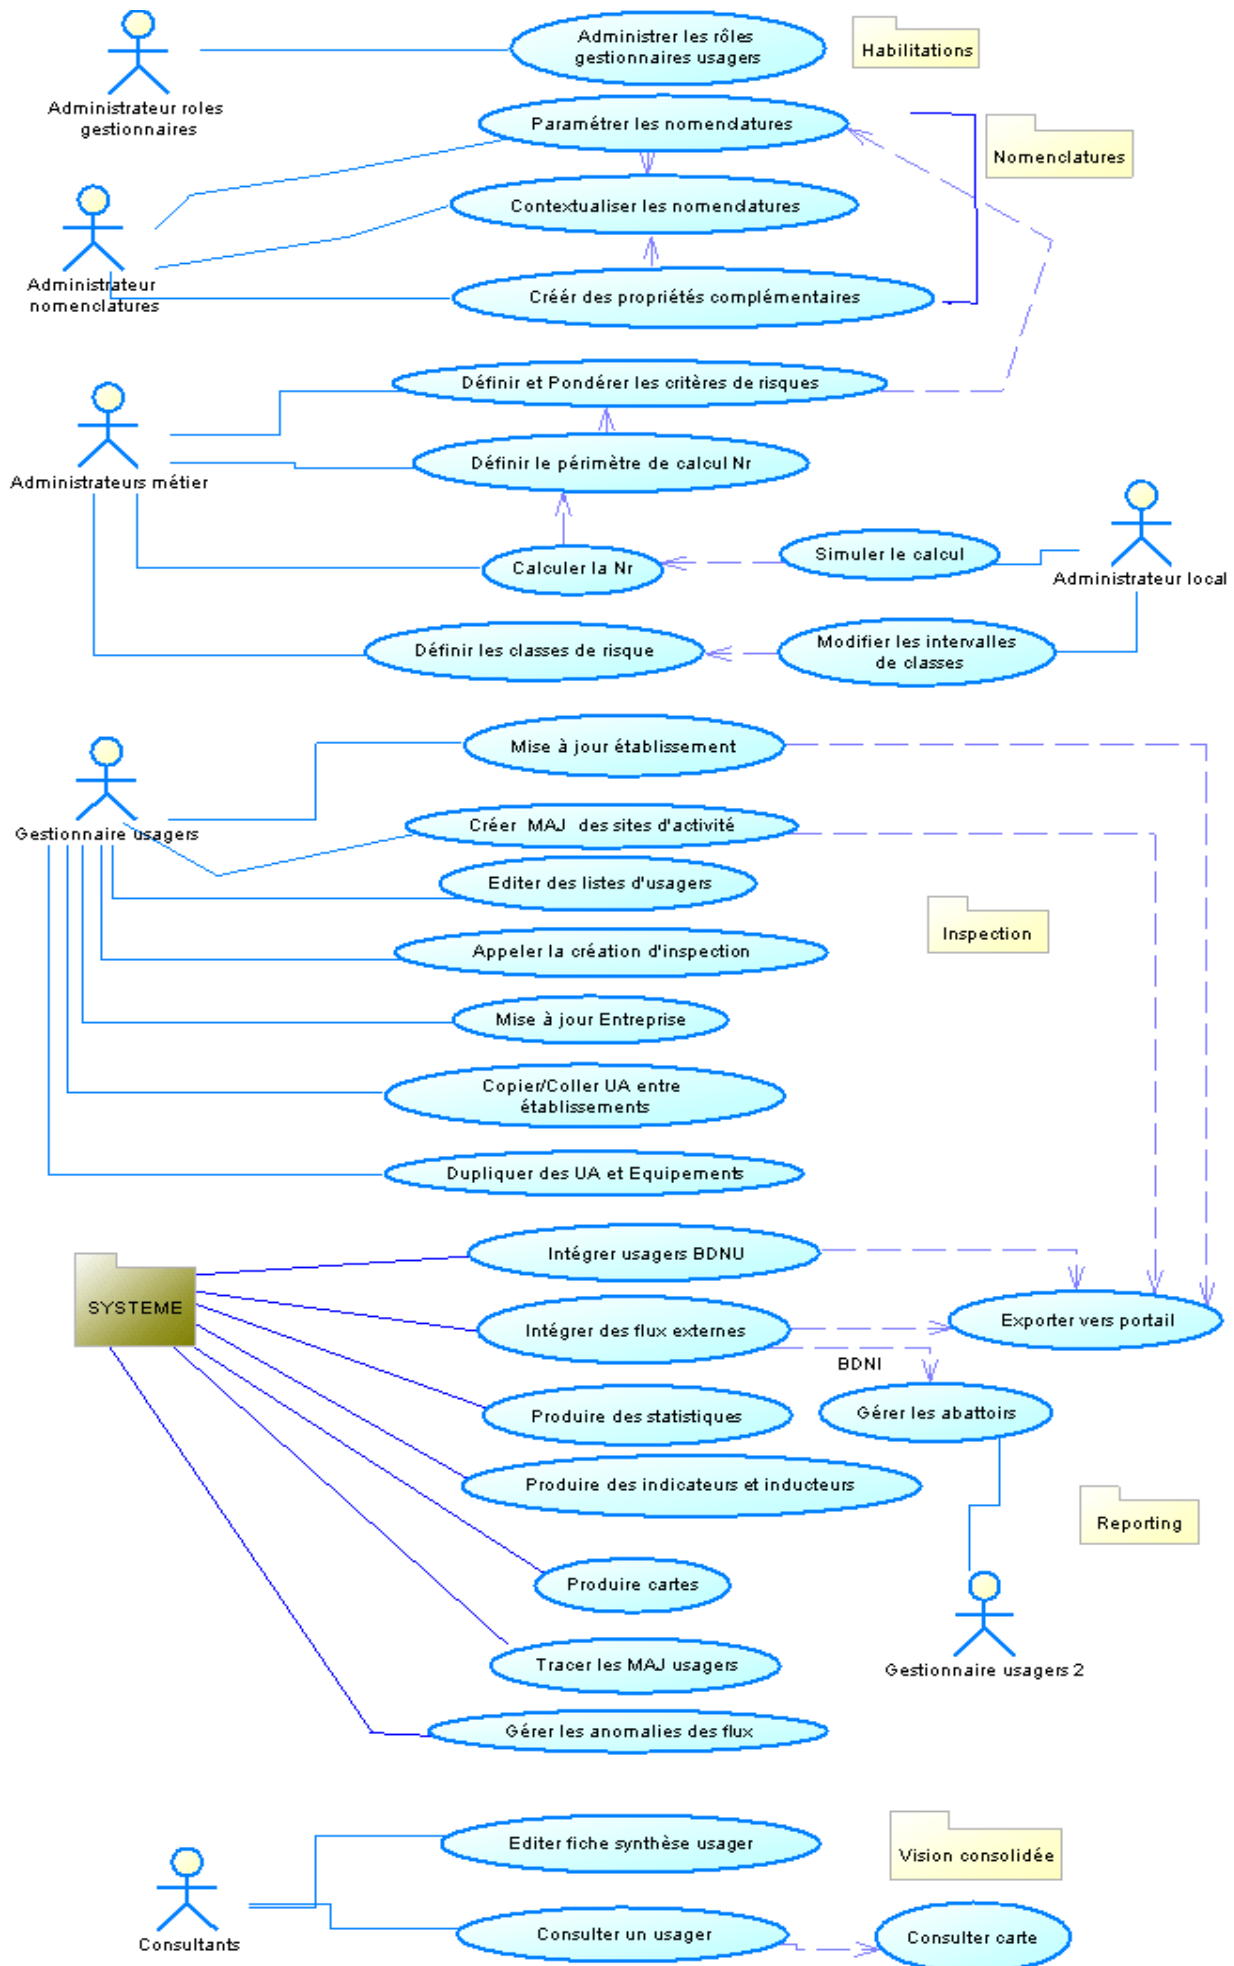 Administrer les rôles
gestionnaires usagers
Habilitations
Administrateur roles
gestionnaires
Paramétrer les nomenclatures
Nomenclatures
Contextualiser les nomenclatures
Administrateur
nomenclatures
Créér des propriétés complémentaires
Définir et Pondérer les critères de risques
Définir le périmètre de calcul Nr
Administrateurs métier
Simuler le calcul
Calculer la Nr
Administrateur local
Définir les classes de risque
Modifier les intervalles
de classes
Mise à jour établissement
Gestionnaire usagers
Créer MAJ des sites d'activité
Editer des listes d'usagers
Inspection
Appeler la création d'inspection
Mise à jour Entreprise
Copier/Coller UA entre
établissements
Dupliquer des UA et Equipements
Intégrer usagers BDNU
SYSTEME
Intégrer des flux externes
Exporter vers portail
BDNI
Produire des statistiques
Gérer les abattoirs
Produire des indicateurs et inducteurs
Reporting
Produire cartes
Tracer les MAJ usagers
Gestionnaire usagers 2
Gérer les anomalies des flux
Editer fiche synthèse usager
Vision consolidée
Consultants
Consulter un usager
Consulter carte